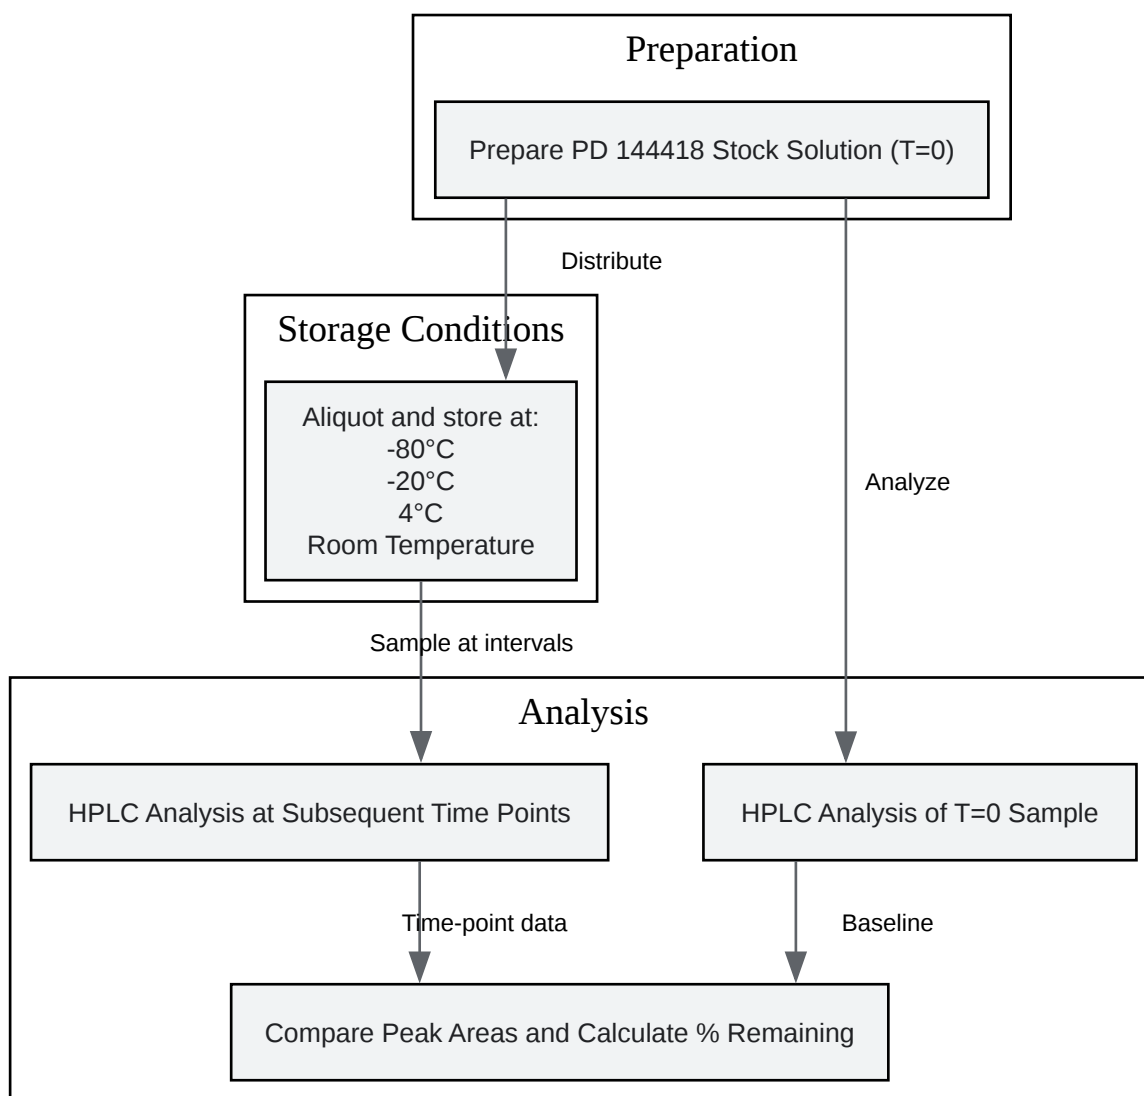 Preparation
Prepare PD 144418 Stock Solution (T=0)
Distribute
Storage Conditions
Aliquot and store at:
-80°C
-20°C
4°C
Room Temperature
Analyze
Sample at intervals
Analysis
HPLC Analysis at Subsequent Time Points
HPLC Analysis of T=0 Sample
Time-point data
Baseline
Compare Peak Areas and Calculate % Remaining